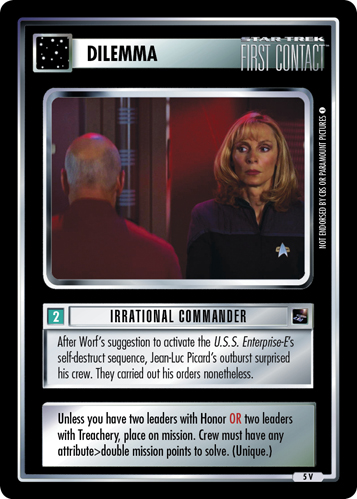 DILEMMA
STAR TREK
FIRST CONTACT
NOT ENDORSED BY CBS OR PARAMOUNT PICTURES
2 IRRATIONAL COMMANDER
After Worf's suggestion to activate the U.S.S. Enterprise-E's
self-destruct sequence, Jean-Luc Picard's outburst surprised
his crew. They carried out his orders nonetheless.
Unless you have two leaders with Honor OR two leaders
with Treachery, place on mission. Crew must have any
attribute>double mission points to solve. (Unique.)
5 V